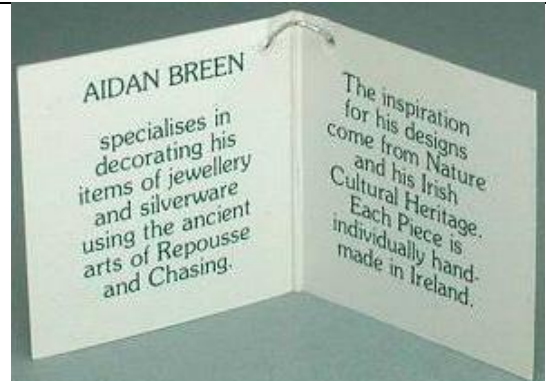 AIDAN BREEN
specialises in
decorating his
items of jewellery
and silverware
using the ancient
arts of Repousse
and Chasing.
The inspiration
for his designs
come from Nature
and his Irish
Cultural Heritage.
Each Piece is
individually hand-
made in Ireland.